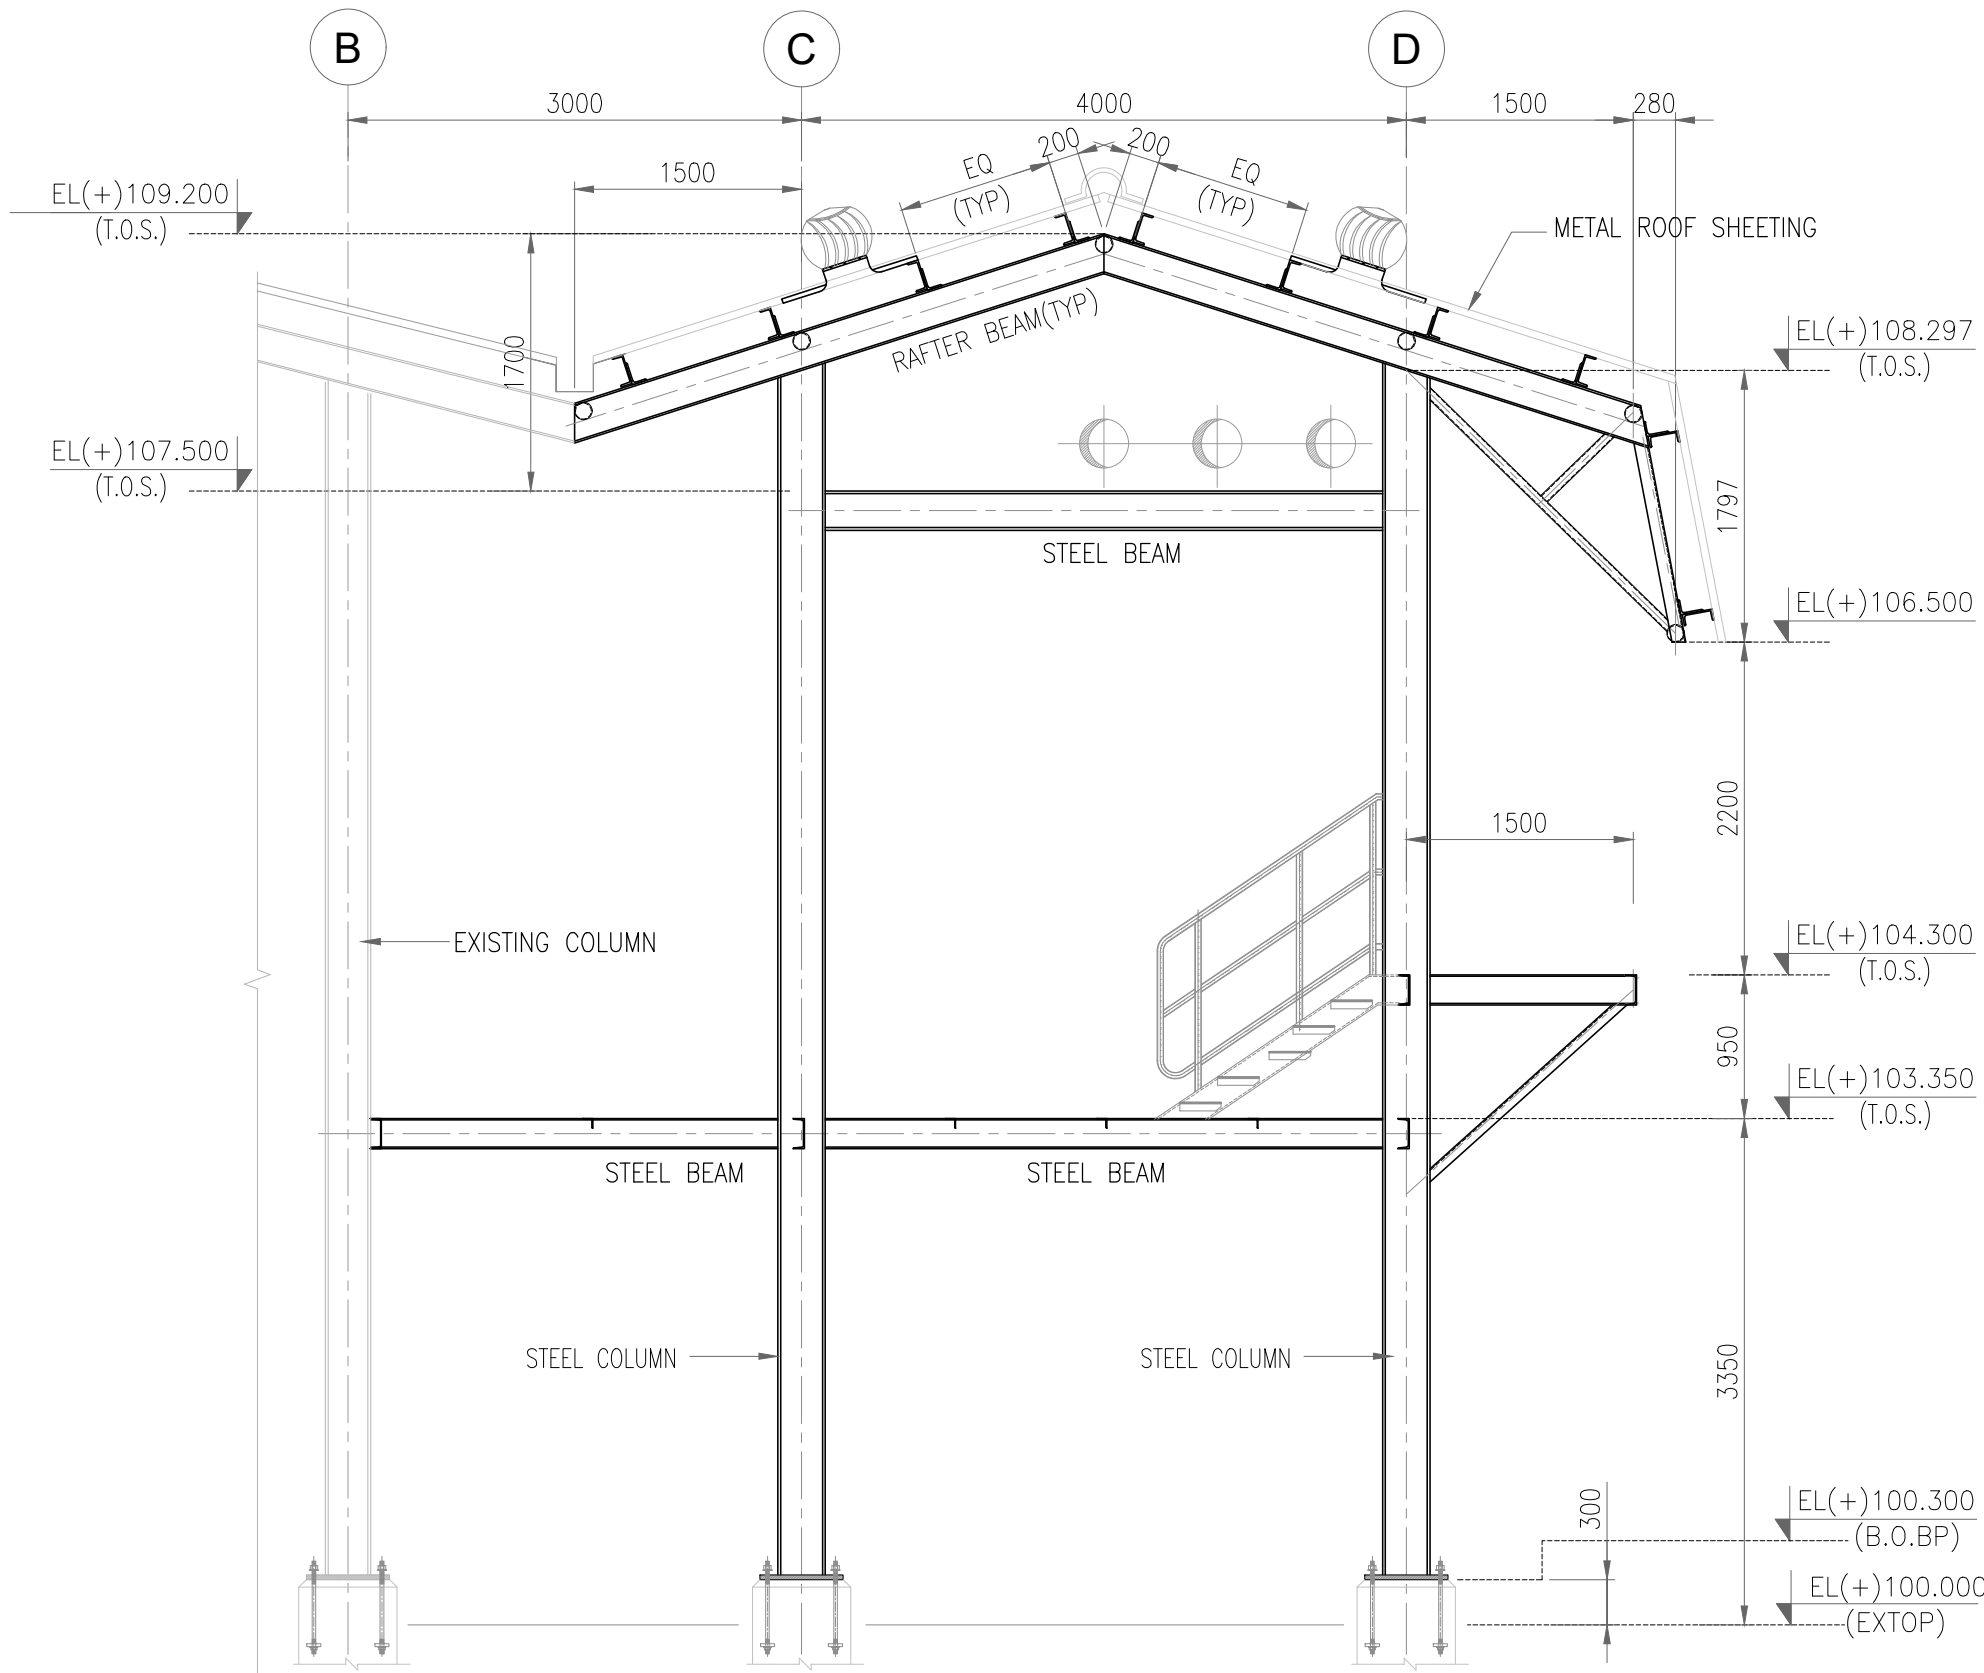 B
C
D
3000
4000
1500
280
200
200
EQ
(TYP)
EQ
(TYP)
1500
EL(+)109.200
(T.O.S.)
METAL ROOF SHEETING
RAFTER BEAM(TYP)
1700
EL(+)108.297
(T.O.S.)
EL(+)107.500
(T.O.S.)
1797
STEEL BEAM
EL(+)106.500
2200
1500
EXISTING COLUMN
EL(+)104.300
(T.O.S.)
950
EL(+)103.350
(T.O.S.)
STEEL BEAM
STEEL BEAM
STEEL COLUMN
STEEL COLUMN
3350
300
EL(+)100.300
(B.O.BP)
EL(+)100.000
(EXTOP)